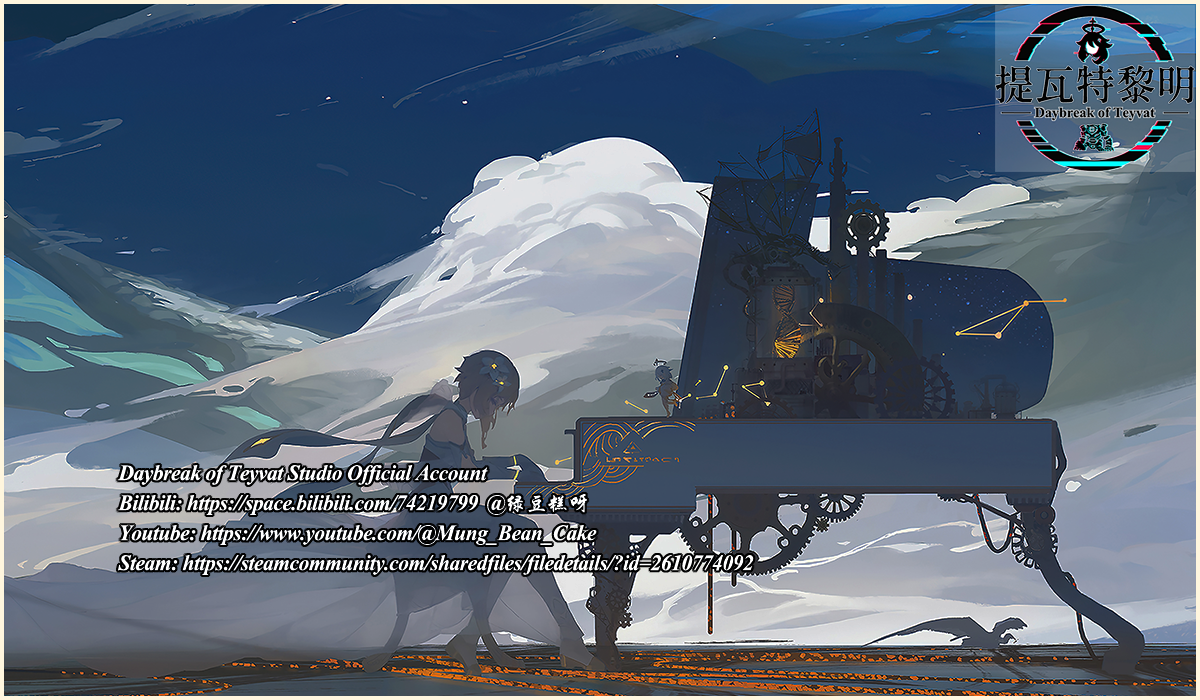 提瓦特黎明
Daybreak of Teyvat
Daybreak of Teyvat Studio Official Account
Bilibili: https://space.bilibili.com/74219799 @绿豆糕呀
Youtube: https://www.youtube.com/@Mung_Bean_Cake
Steam: https://steamcommunity.com/sharedfiles/filedetails/?id=2610774092